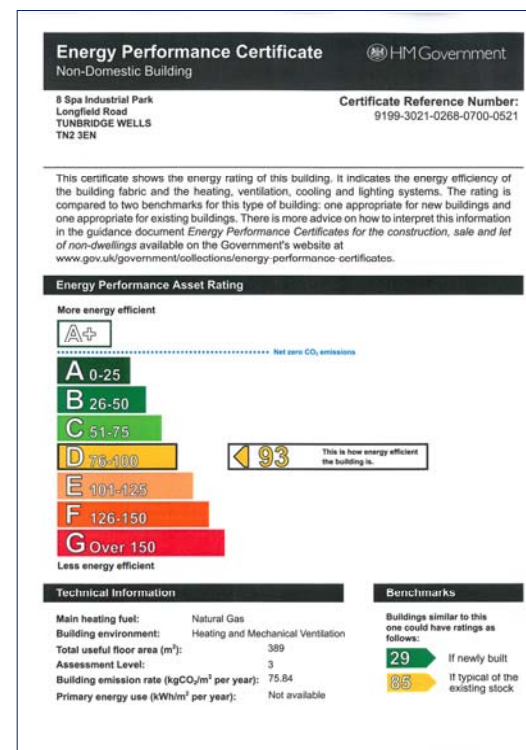 Energy Performance Certificate
HM Government
Non-Domestic Building
8 Spa Industrial Park
Longfield Road
TUNBRIDGE WELLS
TN2 3EN
Certificate Reference Number:
9199-3021-0268-0700-0521
This certificate shows the energy rating of this building. It indicates the energy efficiency of
the building fabric and the heating, ventilation, cooling and lighting systems. The rating is
compared to two benchmarks for this type of building: one appropriate for new buildings and
one appropriate for existing buildings. There is more advice on how to interpret this information
in the guidance document Energy Performance Certificates for the construction, sale and let
of non-dwellings available on the Government's website at
www.gov.uk/government/collections/energy-performance-certificates.
Energy Performance Asset Rating
More energy efficient
A+
Net zero CO₂ emissions
A 0-25
B 26-50
C 51-75
D 76-100
93
This is how energy efficient
the building is.
E 101-125
F 126-150
G Over 150
Less energy efficient
Technical Information
Main heating fuel: Natural Gas
Building environment: Heating and Mechanical Ventilation
Total useful floor area (m²): 389
Assessment Level: 3
Building emission rate (kgCO₂/m² per year): 75.84
Primary energy use (kWh/m² per year): Not available
Benchmarks
Buildings similar to this
one could have ratings as
follows:
29 If newly built
85 If typical of the
existing stock